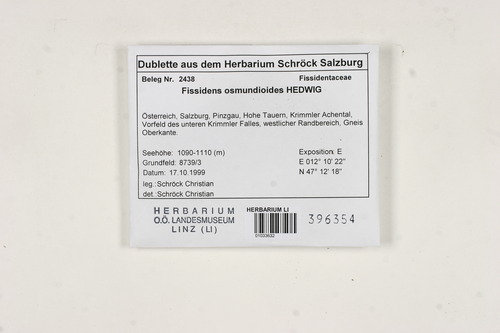 Dublette aus dem Herbarium Schröck Salzburg
Beleg Nr. 2438 Fissidentaceae
Fissidens osmundioides HEDWIG
Österreich, Salzburg, Pinzgau, Hohe Tauern, Krimmler Achental,
Vorfeld des unteren Krimmler Falles, westlicher Randbereich, Gneis
Oberkante.
Seehöhe: 1090-1110 (m) Exposition: E
Grundfeld: 8739/3 E 012° 10' 22"
Datum: 17.10.1999 N 47° 12' 18"
leg.: Schröck Christian
det.: Schröck Christian
HERBARIUM
O.Ö. LANDESMUSEUM
LINZ (LI)
HERBARIUM LI
01033632
396354